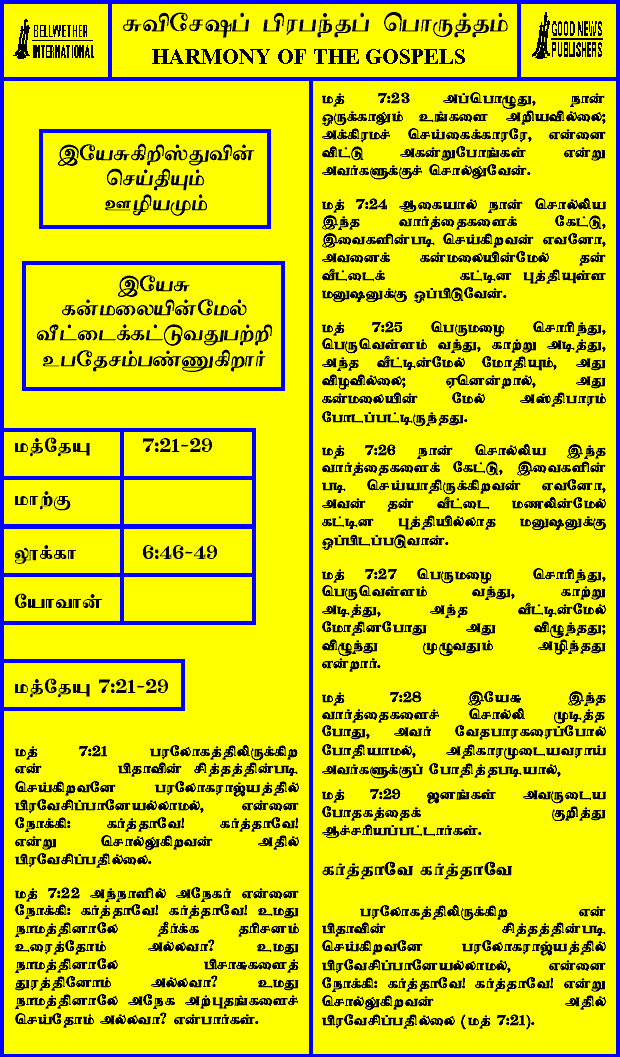 BELLWETHER
INTERNATIONAL
சுவிசேஷப் பிரபந்தப் பொருத்தம்
HARMONY OF THE GOSPELS
GOOD NEWS
PUBLISHERS
இயேசுகிறிஸ்துவின்
செய்தியும்
ஊழியமும்
இயேசு
கன்மலையின்மேல்
வீட்டைக்கட்டுவதுபற்றி
உபதேசம்பண்ணுகிறார்
மத்தேயு 7:21-29
மாற்கு
லூக்கா 6:46-49
யோவான்
மத்தேயு 7:21-29
மத் 7:21 பரலோகத்திலிருக்கிற
என் பிதாவின் சித்தத்தின்படி
செய்கிறவனே பரலோகராஜ்யத்தில்
பிரவேசிப்பானேயல்லாமல், என்னை
நோக்கி: கர்த்தாவே! கர்த்தாவே!
என்று சொல்லுகிறவன் அதில்
பிரவேசிப்பதில்லை.
மத் 7:22 அந்நாளில் அநேகர் என்னை
நோக்கி: கர்த்தாவே! கர்த்தாவே! உமது
நாமத்தினாலே தீர்க்க தரிசனம்
உரைத்தோம் அல்லவா? உமது
நாமத்தினாலே பிசாசுகளைத்
துரத்தினோம் அல்லவா? உமது
நாமத்தினாலே அநேக அற்புதங்களைச்
செய்தோம் அல்லவா? என்பார்கள்.
மத் 7:23 அப்பொழுது, நான்
ஒருக்காலும் உங்களை அறியவில்லை;
அக்கிரமச் செய்கைக்காரரே, என்னை
விட்டு அகன்றுபோங்கள் என்று
அவர்களுக்குச் சொல்லுவேன்.
மத் 7:24 ஆகையால் நான் சொல்லிய
இந்த வார்த்தைகளைக் கேட்டு,
இவைகளின்படி செய்கிறவன் எவனோ,
அவனைக் கன்மலையின்மேல் தன்
வீட்டைக் கட்டின புத்தியுள்ள
மனுஷனுக்கு ஒப்பிடுவேன்.
மத் 7:25 பெருமழை சொரிந்து,
பெருவெள்ளம் வந்து, காற்று அடித்து,
அந்த வீட்டின்மேல் மோதியும், அது
விழவில்லை; ஏனென்றால், அது
கன்மலையின் மேல் அஸ்திபாரம்
போடப்பட்டிருந்தது.
மத் 7:26 நான் சொல்லிய இந்த
வார்த்தைகளைக் கேட்டு, இவைகளின்
படி செய்யாதிருக்கிறவன் எவனோ,
அவன் தன் வீட்டை மணலின்மேல்
கட்டின புத்தியில்லாத மனுஷனுக்கு
ஒப்பிடப்படுவான்.
மத் 7:27 பெருமழை சொரிந்து,
பெருவெள்ளம் வந்து, காற்று
அடித்து, அந்த வீட்டின்மேல்
மோதினபோது அது விழுந்தது;
விழுந்து முழுவதும் அழிந்தது
என்றார்.
மத் 7:28 இயேசு இந்த
வார்த்தைகளைச் சொல்லி முடித்த
போது, அவர் வேதபாரகரைப்போல்
போதியாமல், அதிகாரமுடையவராய்
அவர்களுக்குப் போதித்தபடியால்,
மத் 7:29 ஜனங்கள் அவருடைய
போதகத்தைக் குறித்து
ஆச்சரியப்பட்டார்கள்.
கர்த்தாவே கர்த்தாவே
பரலோகத்திலிருக்கிற என்
பிதாவின் சித்தத்தின்படி
செய்கிறவனே பரலோகராஜ்யத்தில்
பிரவேசிப்பானேயல்லாமல், என்னை
நோக்கி: கர்த்தாவே! கர்த்தாவே! என்று
சொல்லுகிறவன் அதில்
பிரவேசிப்பதில்லை (மத் 7:21).